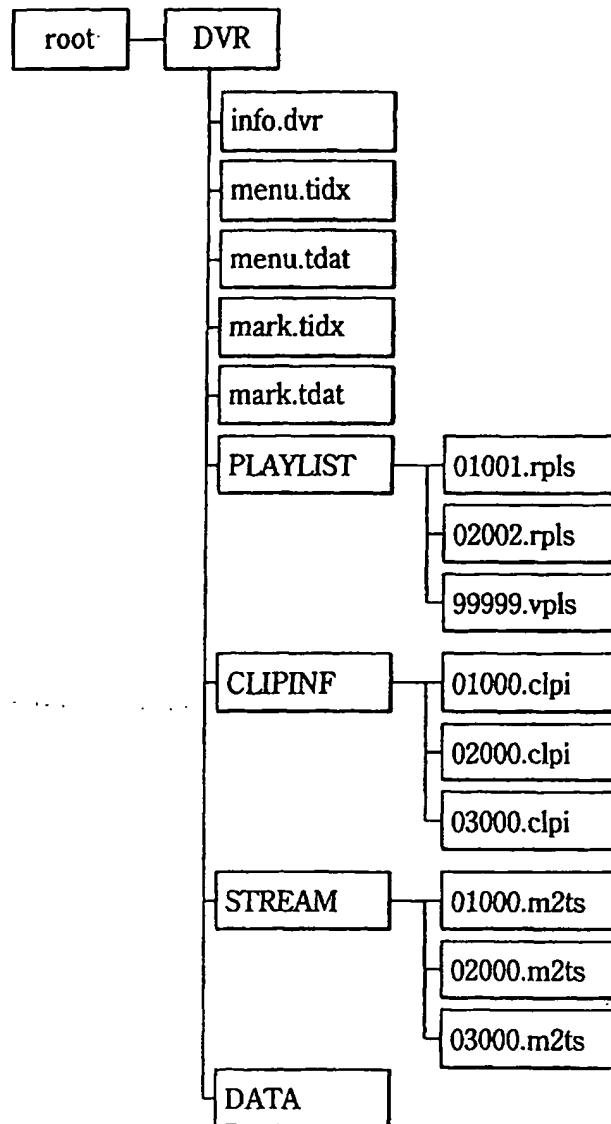 root DVR
info.dvr
menu.tidx
menu.tdat
mark.tidx
mark.tdat
PLAYLIST 01001.rpls
02002.rpls
99999.vpls
CLIPINF 01000.clpi
02000.clpi
03000.clpi
STREAM 01000.m2ts
02000.m2ts
03000.m2ts
DATA